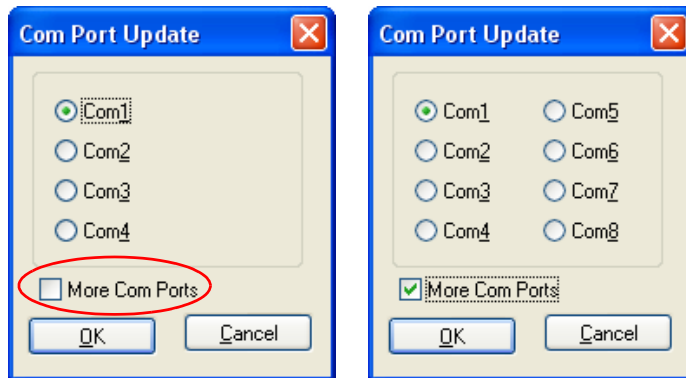 Com Port Update
Com1
Com2
Com3
Com4
More Com Ports
OK Cancel
Com Port Update
Com1 Com5
Com2 Com6
Com3 Com7
Com4 Com8
More Com Ports
OK Cancel